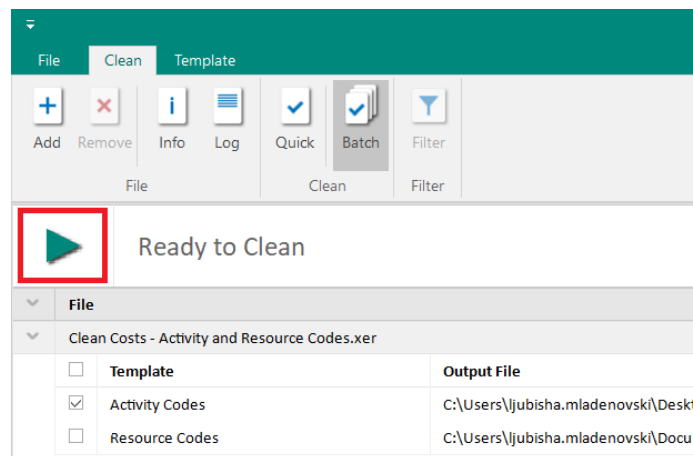 File Clean Template
Add Remove Info Log Quick Batch Filter
File Clean Filter
Ready to Clean
File
Clean Costs - Activity and Resource Codes.xer
Template Output File
Activity Codes C:\Users\ljubisha.mladenovski\Deskt
Resource Codes C:\Users\ljubisha.mladenovski\Docu